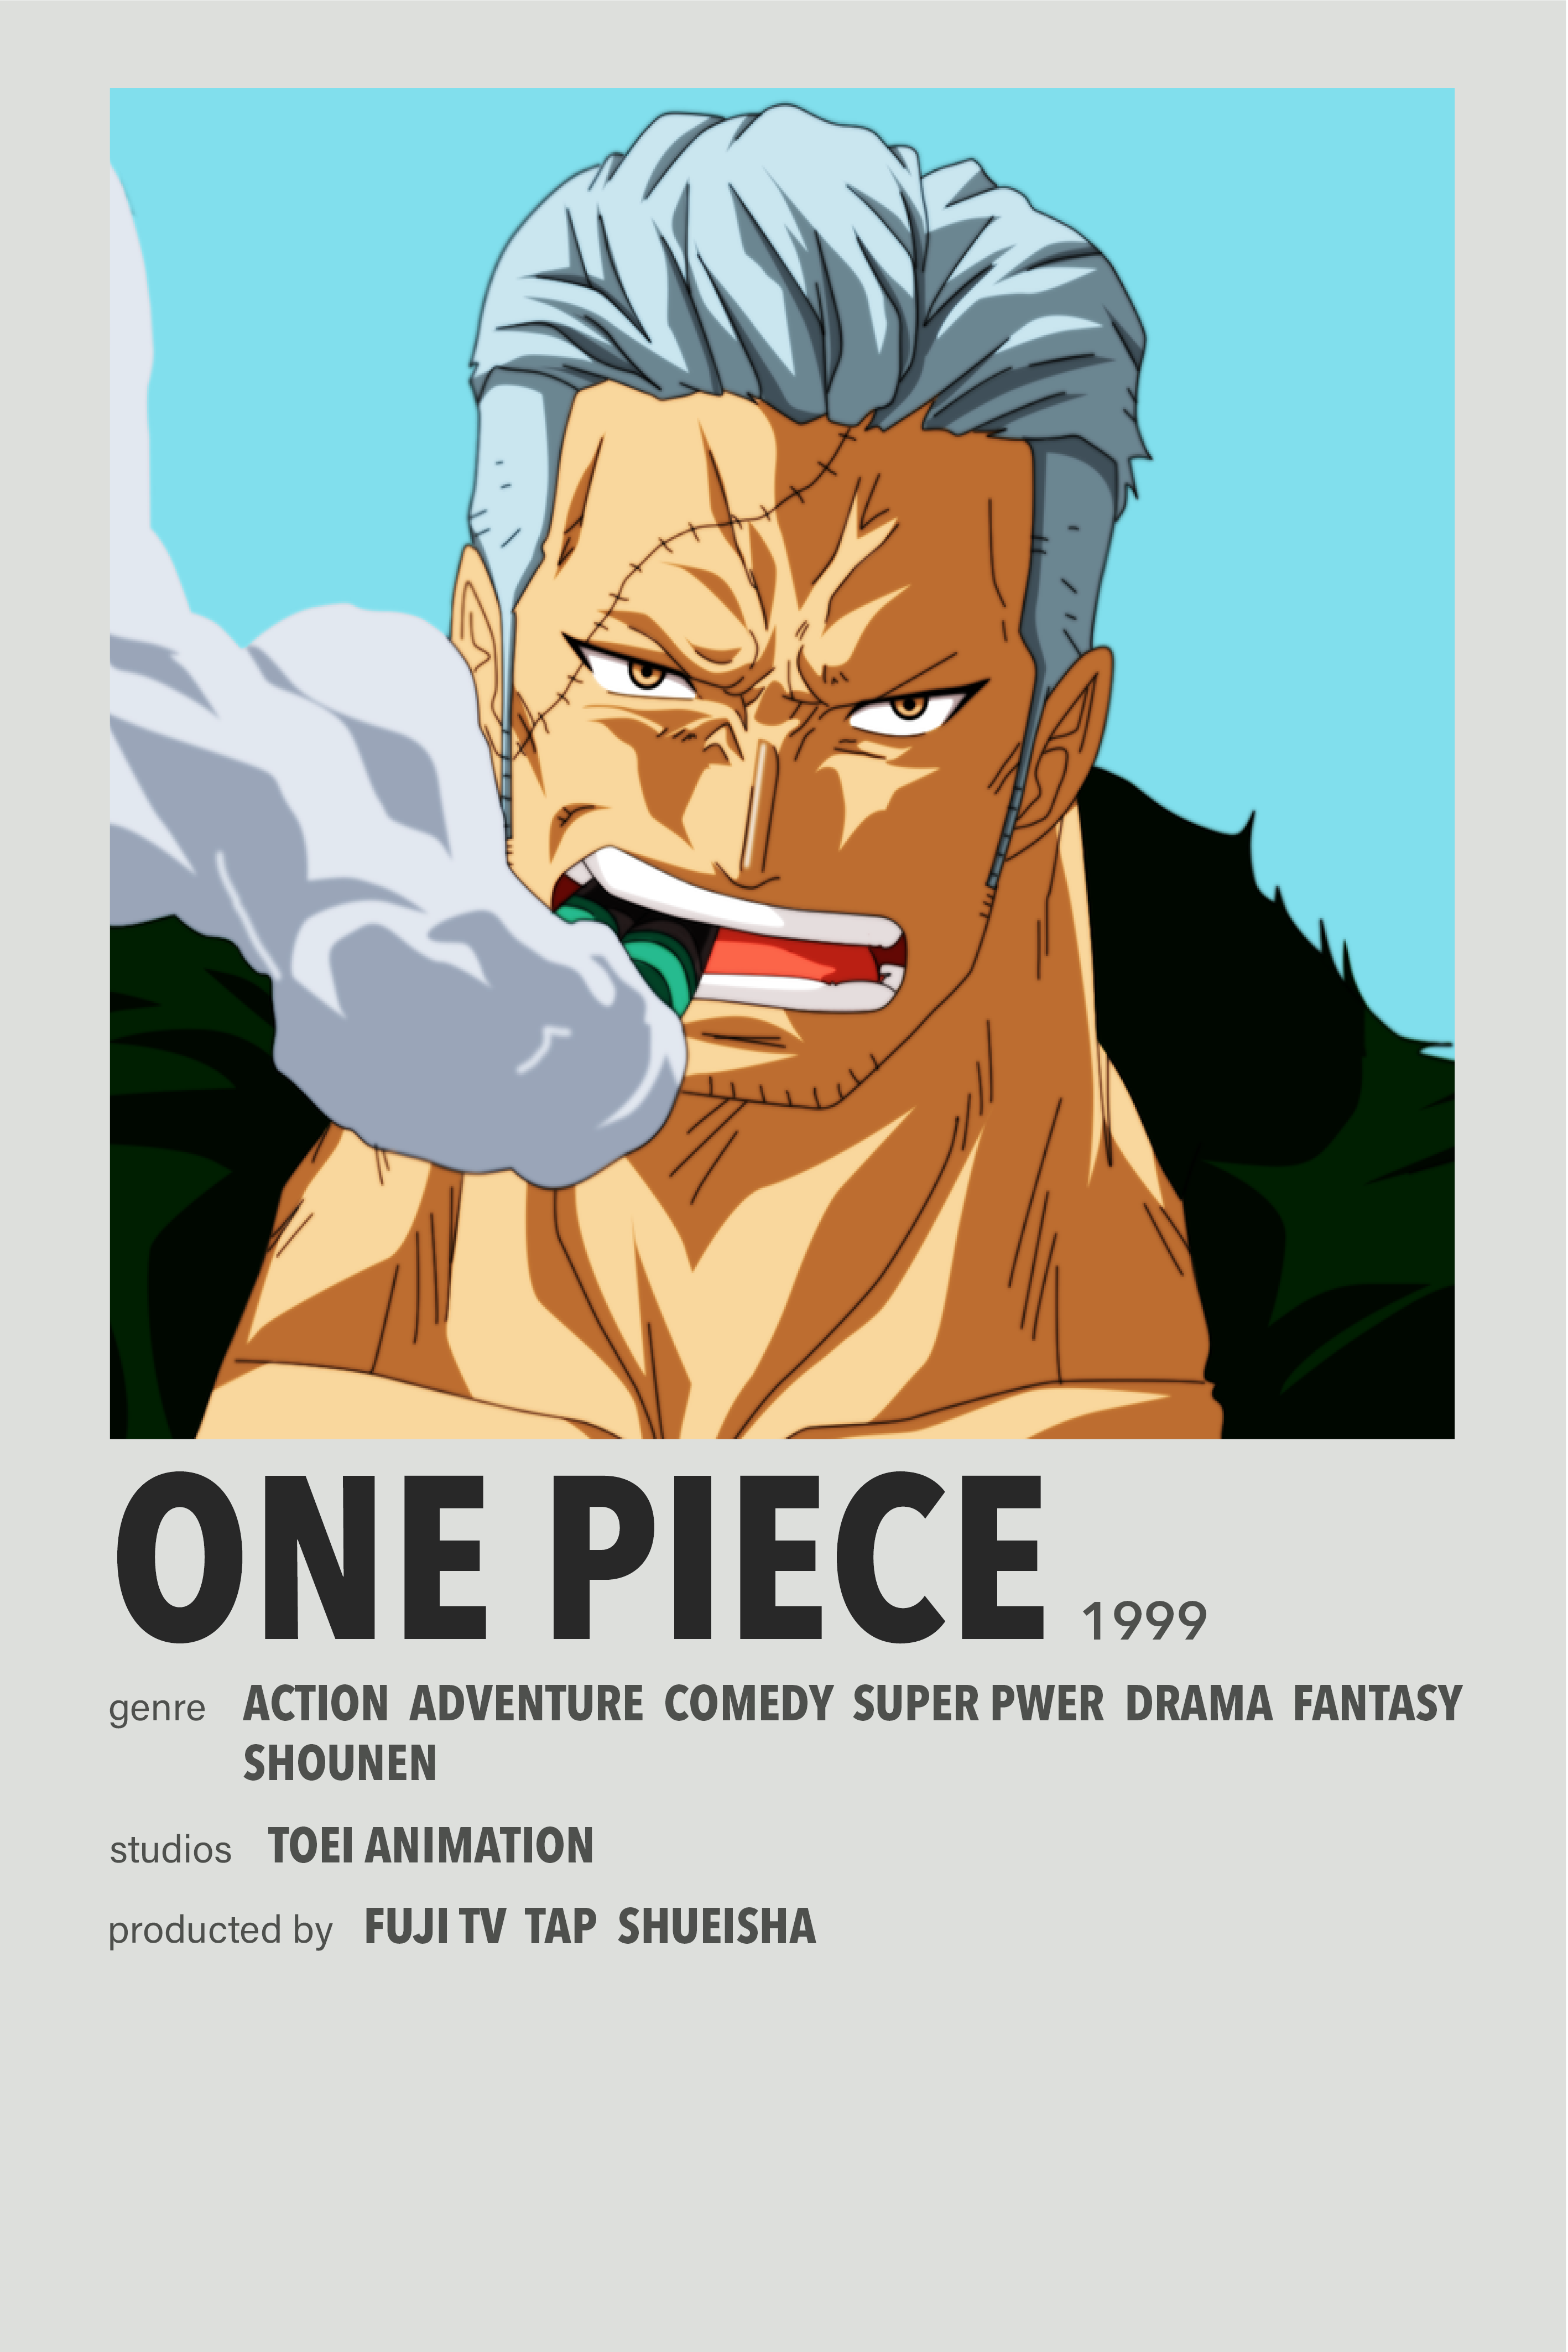 ONE PIECE 1999
genre ACTION ADVENTURE COMEDY SUPER PWER DRAMA FANTASY
SHOUNEN
studios TOEI ANIMATION
producted by FUJI TV TAP SHUEISHA